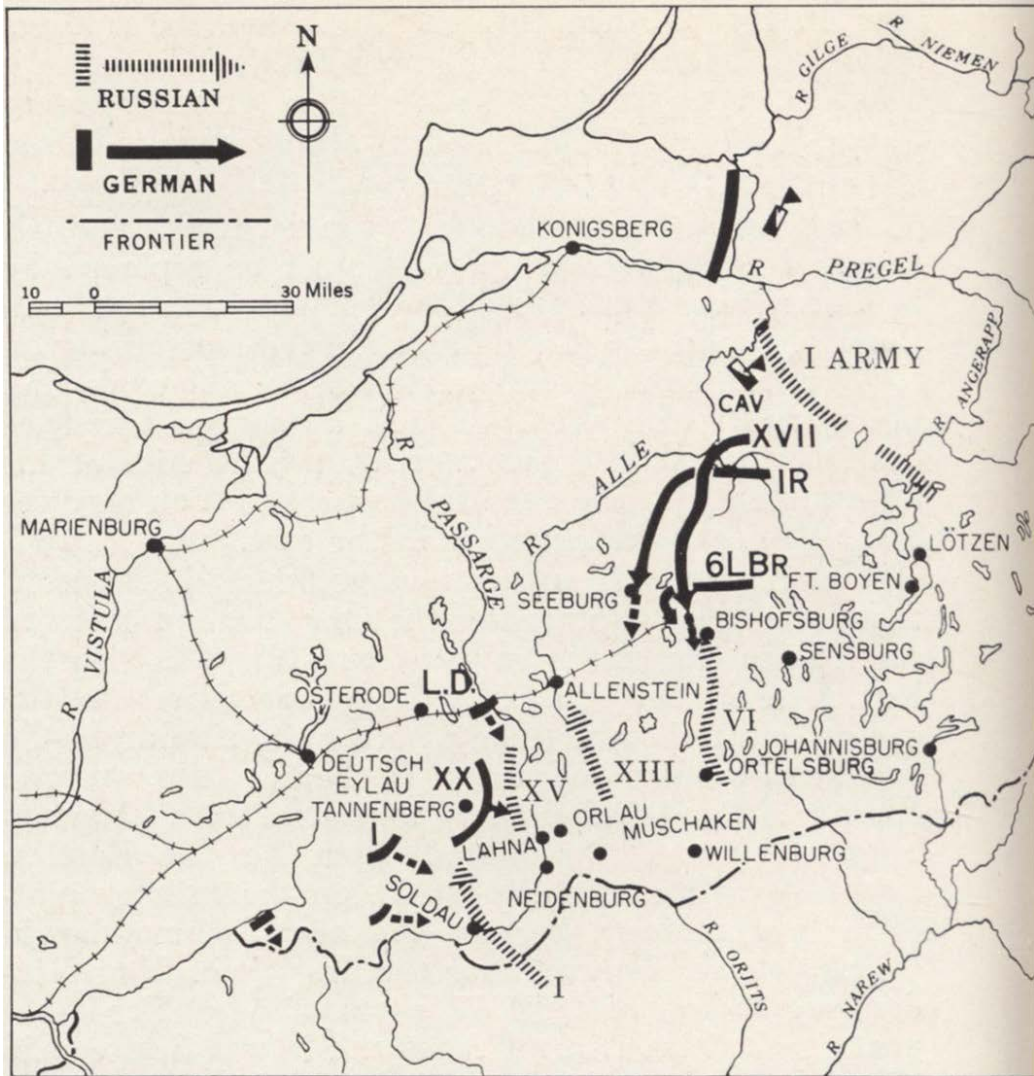 N
RUSSIAN
GERMAN
FRONTIER
10 0 30 Miles
R GILGE
R NIEMEN
KONIGSBERG
R PREGEL
I ARMY
R ANGERAPP
CAV
XVII
R ALLE
IR
R PASSARGE
MARIENBURG
LÖTZEN
6LBR
FT. BOYEN
SEEBURG
BISHOFSBURG
R VISTULA
SENSBURG
ALLENSTEIN
OSTERODE
L.D.
VI
JOHANNISBURG
DEUTSCH
EYLAU
XX
XV
XIII
ORTELSBURG
TANNENBERG
I
ORLAU
MUSCHAKEN
LAHNA
WILLENBURG
SOLDAU
NEIDENBURG
I
R ORJITS
R NAREW